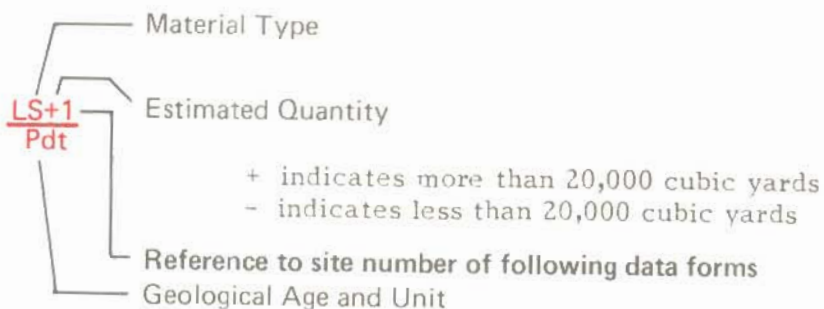 Material Type
LS+1
Estimated Quantity
Pdt
+ indicates more than 20,000 cubic yards
- indicates less than 20,000 cubic yards
Reference to site number of following data forms
Geological Age and Unit